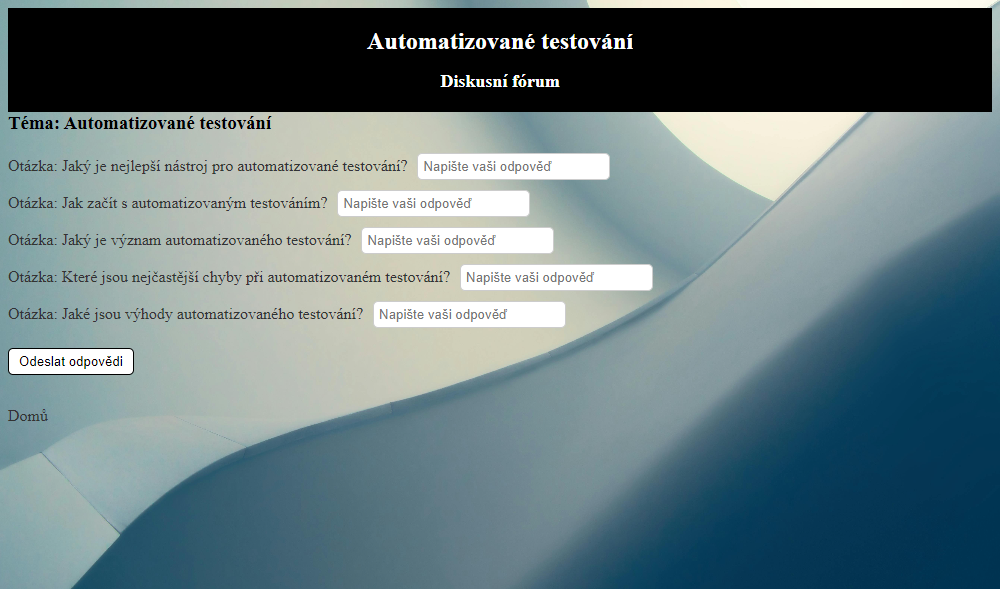 Automatizované testování
Diskusní fórum
Téma: Automatizované testování
Otázka: Jaký je nejlepší nástroj pro automatizované testování? Napište vaši odpověď
Otázka: Jak začít s automatizovaným testováním? Napište vaši odpověď
Otázka: Jaký je význam automatizovaného testování? Napište vaši odpověď
Otázka: Které jsou nejčastější chyby při automatizovaném testování? Napište vaši odpověď
Otázka: Jaké jsou výhody automatizovaného testování? Napište vaši odpověď
Odeslat odpovědi
Domů